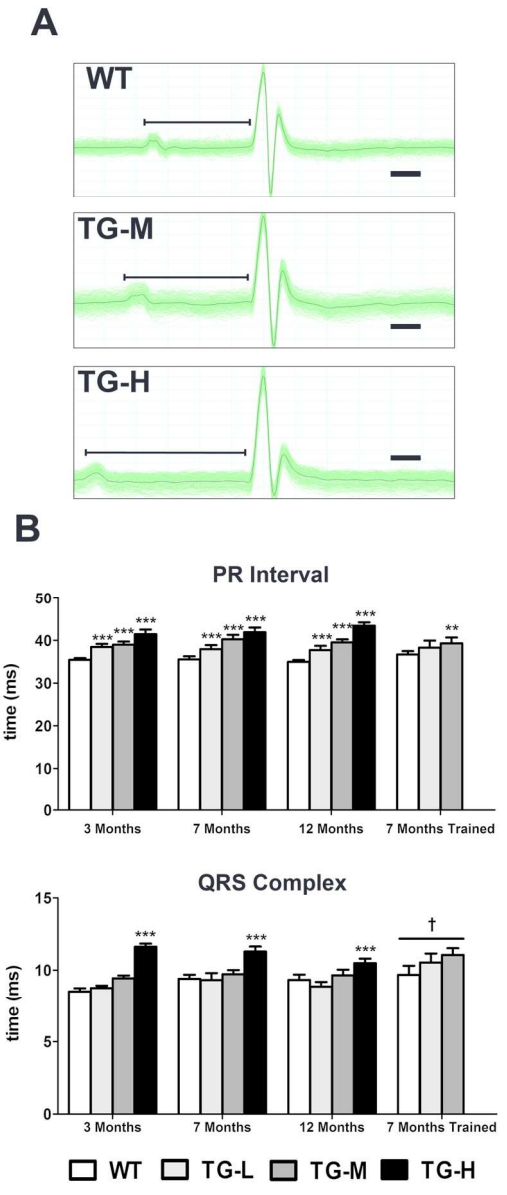 A
WT
TG-M
TG-H
B
PR Interval
time (ms)
50
40
30
20
10
0
*** *** ***
*** *** ***
*** *** ***
**
3 Months 7 Months 12 Months 7 Months Trained
QRS Complex
time (ms)
15
10
5
0
***
***
***
†
3 Months 7 Months 12 Months 7 Months Trained
WT TG-L TG-M TG-H